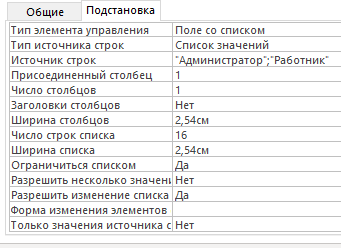 Общие Подстановка
Тип элемента управления Поле со списком
Тип источника строк Список значений
Источник строк "Администратор";"Работник"
Присоединенный столбец 1
Число столбцов 1
Заголовки столбцов Нет
Ширина столбцов 2,54см
Число строк списка 16
Ширина списка 2,54см
Ограничиться списком Да
Разрешить несколько значени Нет
Разрешить изменение списка Да
Форма изменения элементов
Только значения источника с Нет